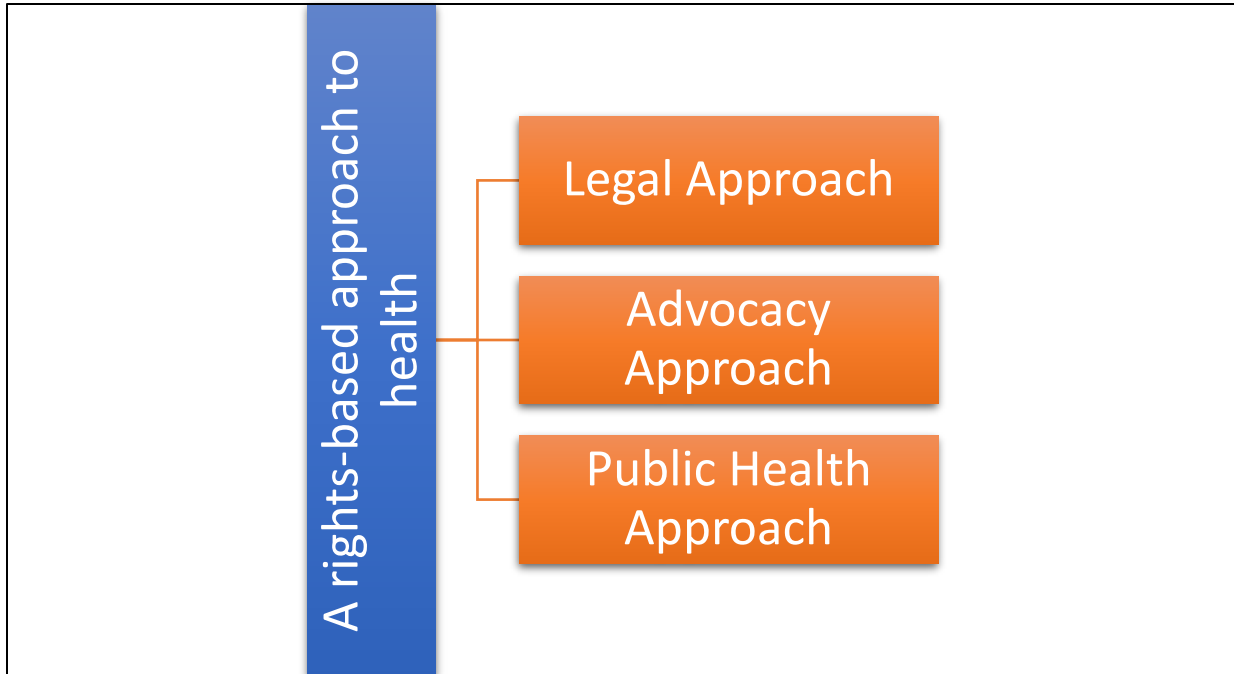 A rights-based approach to
health
Legal Approach
Advocacy
Approach
Public Health
Approach